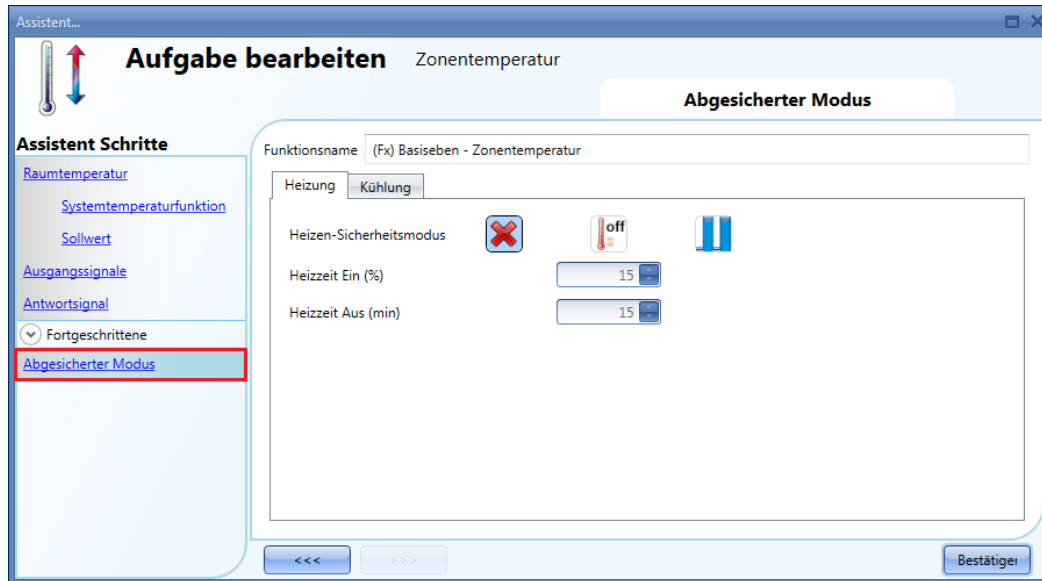 Assistent...
Aufgabe bearbeiten Zonentemperatur
Abgesicherter Modus
Assistent Schritte
Raumtemperatur
Systemtemperaturfunktion
Sollwert
Ausgangssignale
Antwortsignal
Fortgeschrittene
Abgesicherter Modus
Funktionsname (Fx) Basiseben - Zonentemperatur
Heizung Kühlung
Heizen-Sicherheitsmodus off
Heizzeit Ein (%) 15
Heizzeit Aus (min) 15
<<< >>> Bestätiger